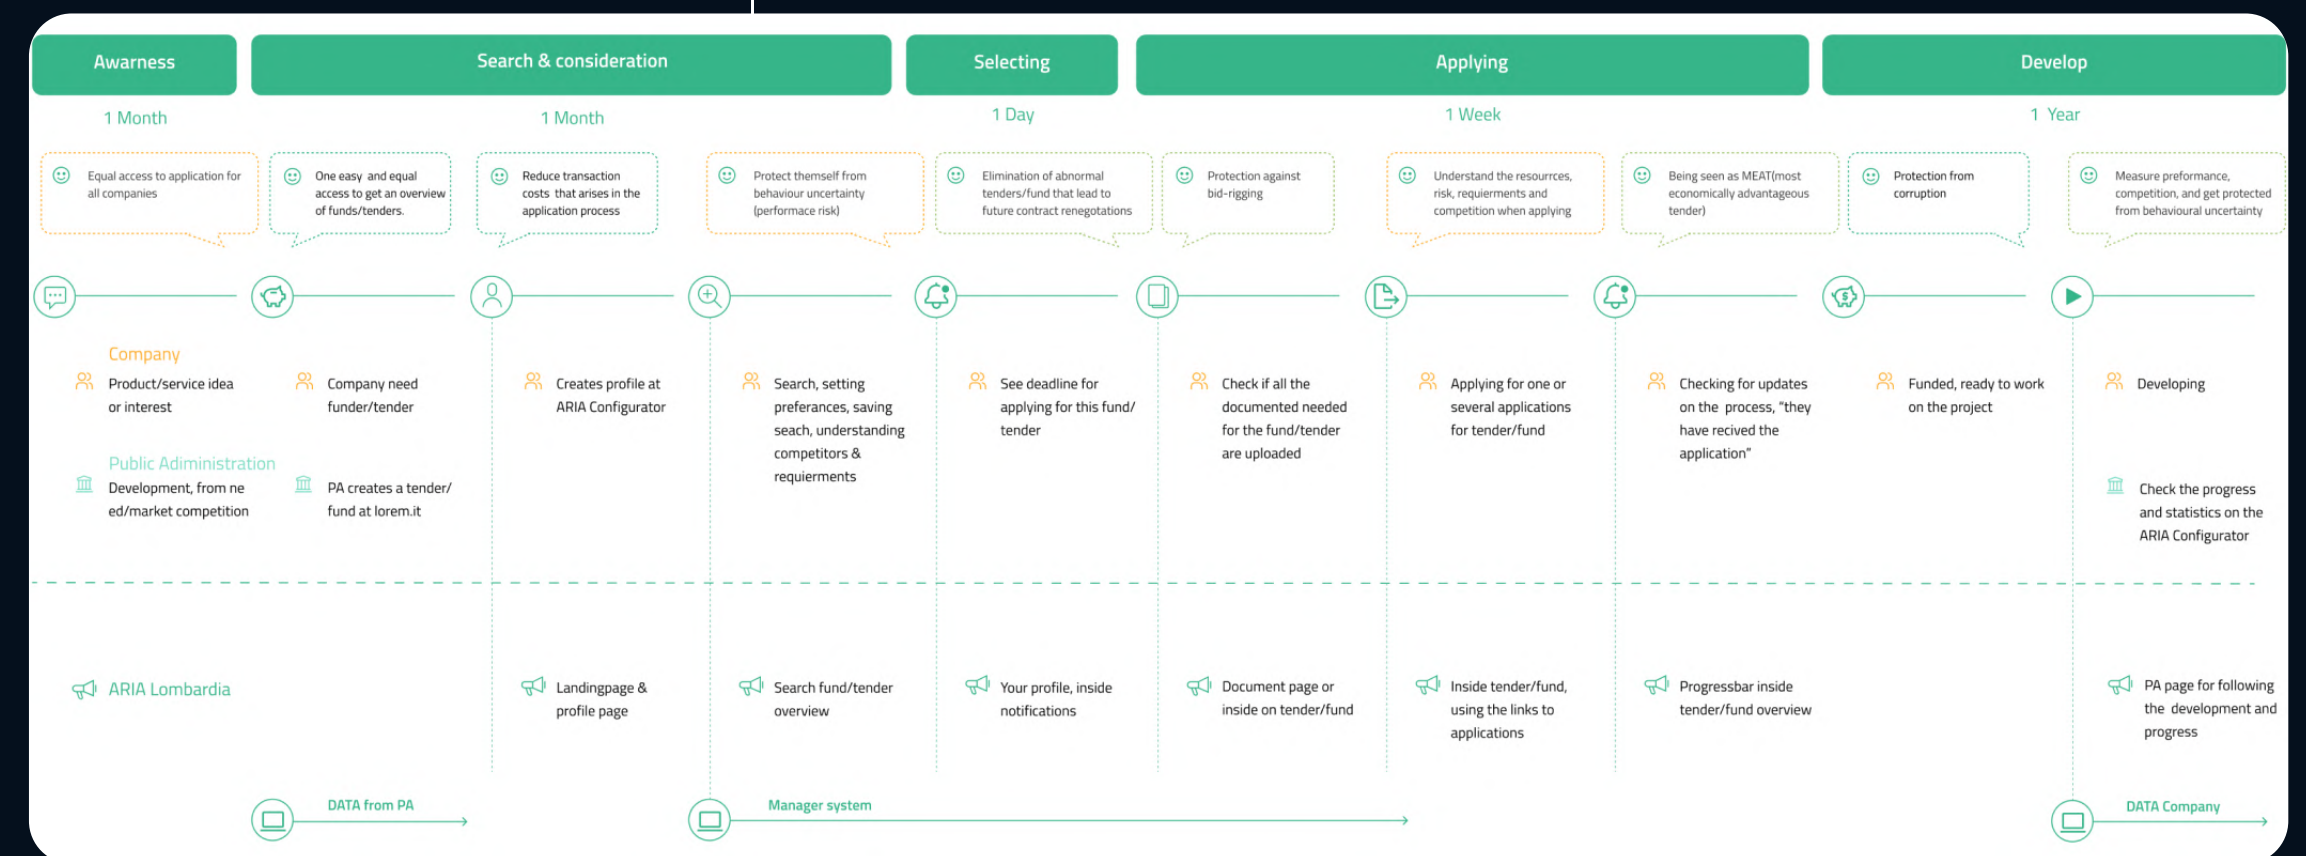 Awarness
Search & consideration
Selecting
Applying
Develop
1 Month
1 Month
1 Day
1 Week
1 Year
Equal access to application for
all companies
One easy and equal
access to get an overview
of funds/tenders.
Reduce transaction
costs that arises in the
application process
Protect themself from
behaviour uncertainty
(performace risk)
Elimination of abnormal
tenders/fund that lead to
future contract renegotations
Protection against
bid-rigging
Understand the resourrces,
risk, requierments and
competition when applying
Being seen as MEAT(most
economically advantageous
tender)
Protection from
corruption
Measure preformance,
competition, and get protected
from behavioural uncertainty
Company
Product/service idea
or interest
Company need
funder/tender
Creates profile at
ARIA Configurator
Search, setting
preferances, saving
seach, understanding
competitors &
requierments
See deadline for
applying for this fund/
tender
Check if all the
documented needed
for the fund/tender
are uploaded
Applying for one or
several applications
for tender/fund
Checking for updates
on the process, "they
have recived the
application"
Funded, ready to work
on the project
Developing
Public Adiministration
Development, from ne
ed/market competition
PA creates a tender/
fund at lorem.it
Check the progress
and statistics on the
ARIA Configurator
ARIA Lombardia
Landingpage &
profile page
Search fund/tender
overview
Your profile, inside
notifications
Document page or
inside on tender/fund
Inside tender/fund,
using the links to
applications
Progressbar inside
tender/fund overview
PA page for following
the development and
progress
DATA from PA
Manager system
DATA Company